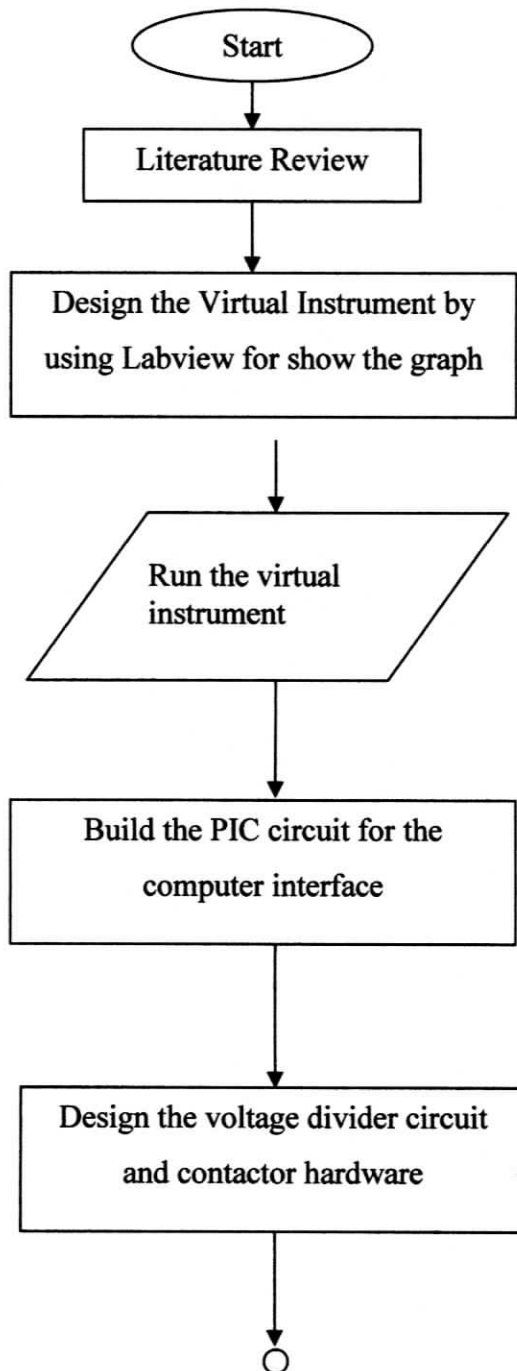 Start
Literature Review
Design the Virtual Instrument by
using Labview for show the graph
Run the virtual
instrument
Build the PIC circuit for the
computer interface
Design the voltage divider circuit
and contactor hardware